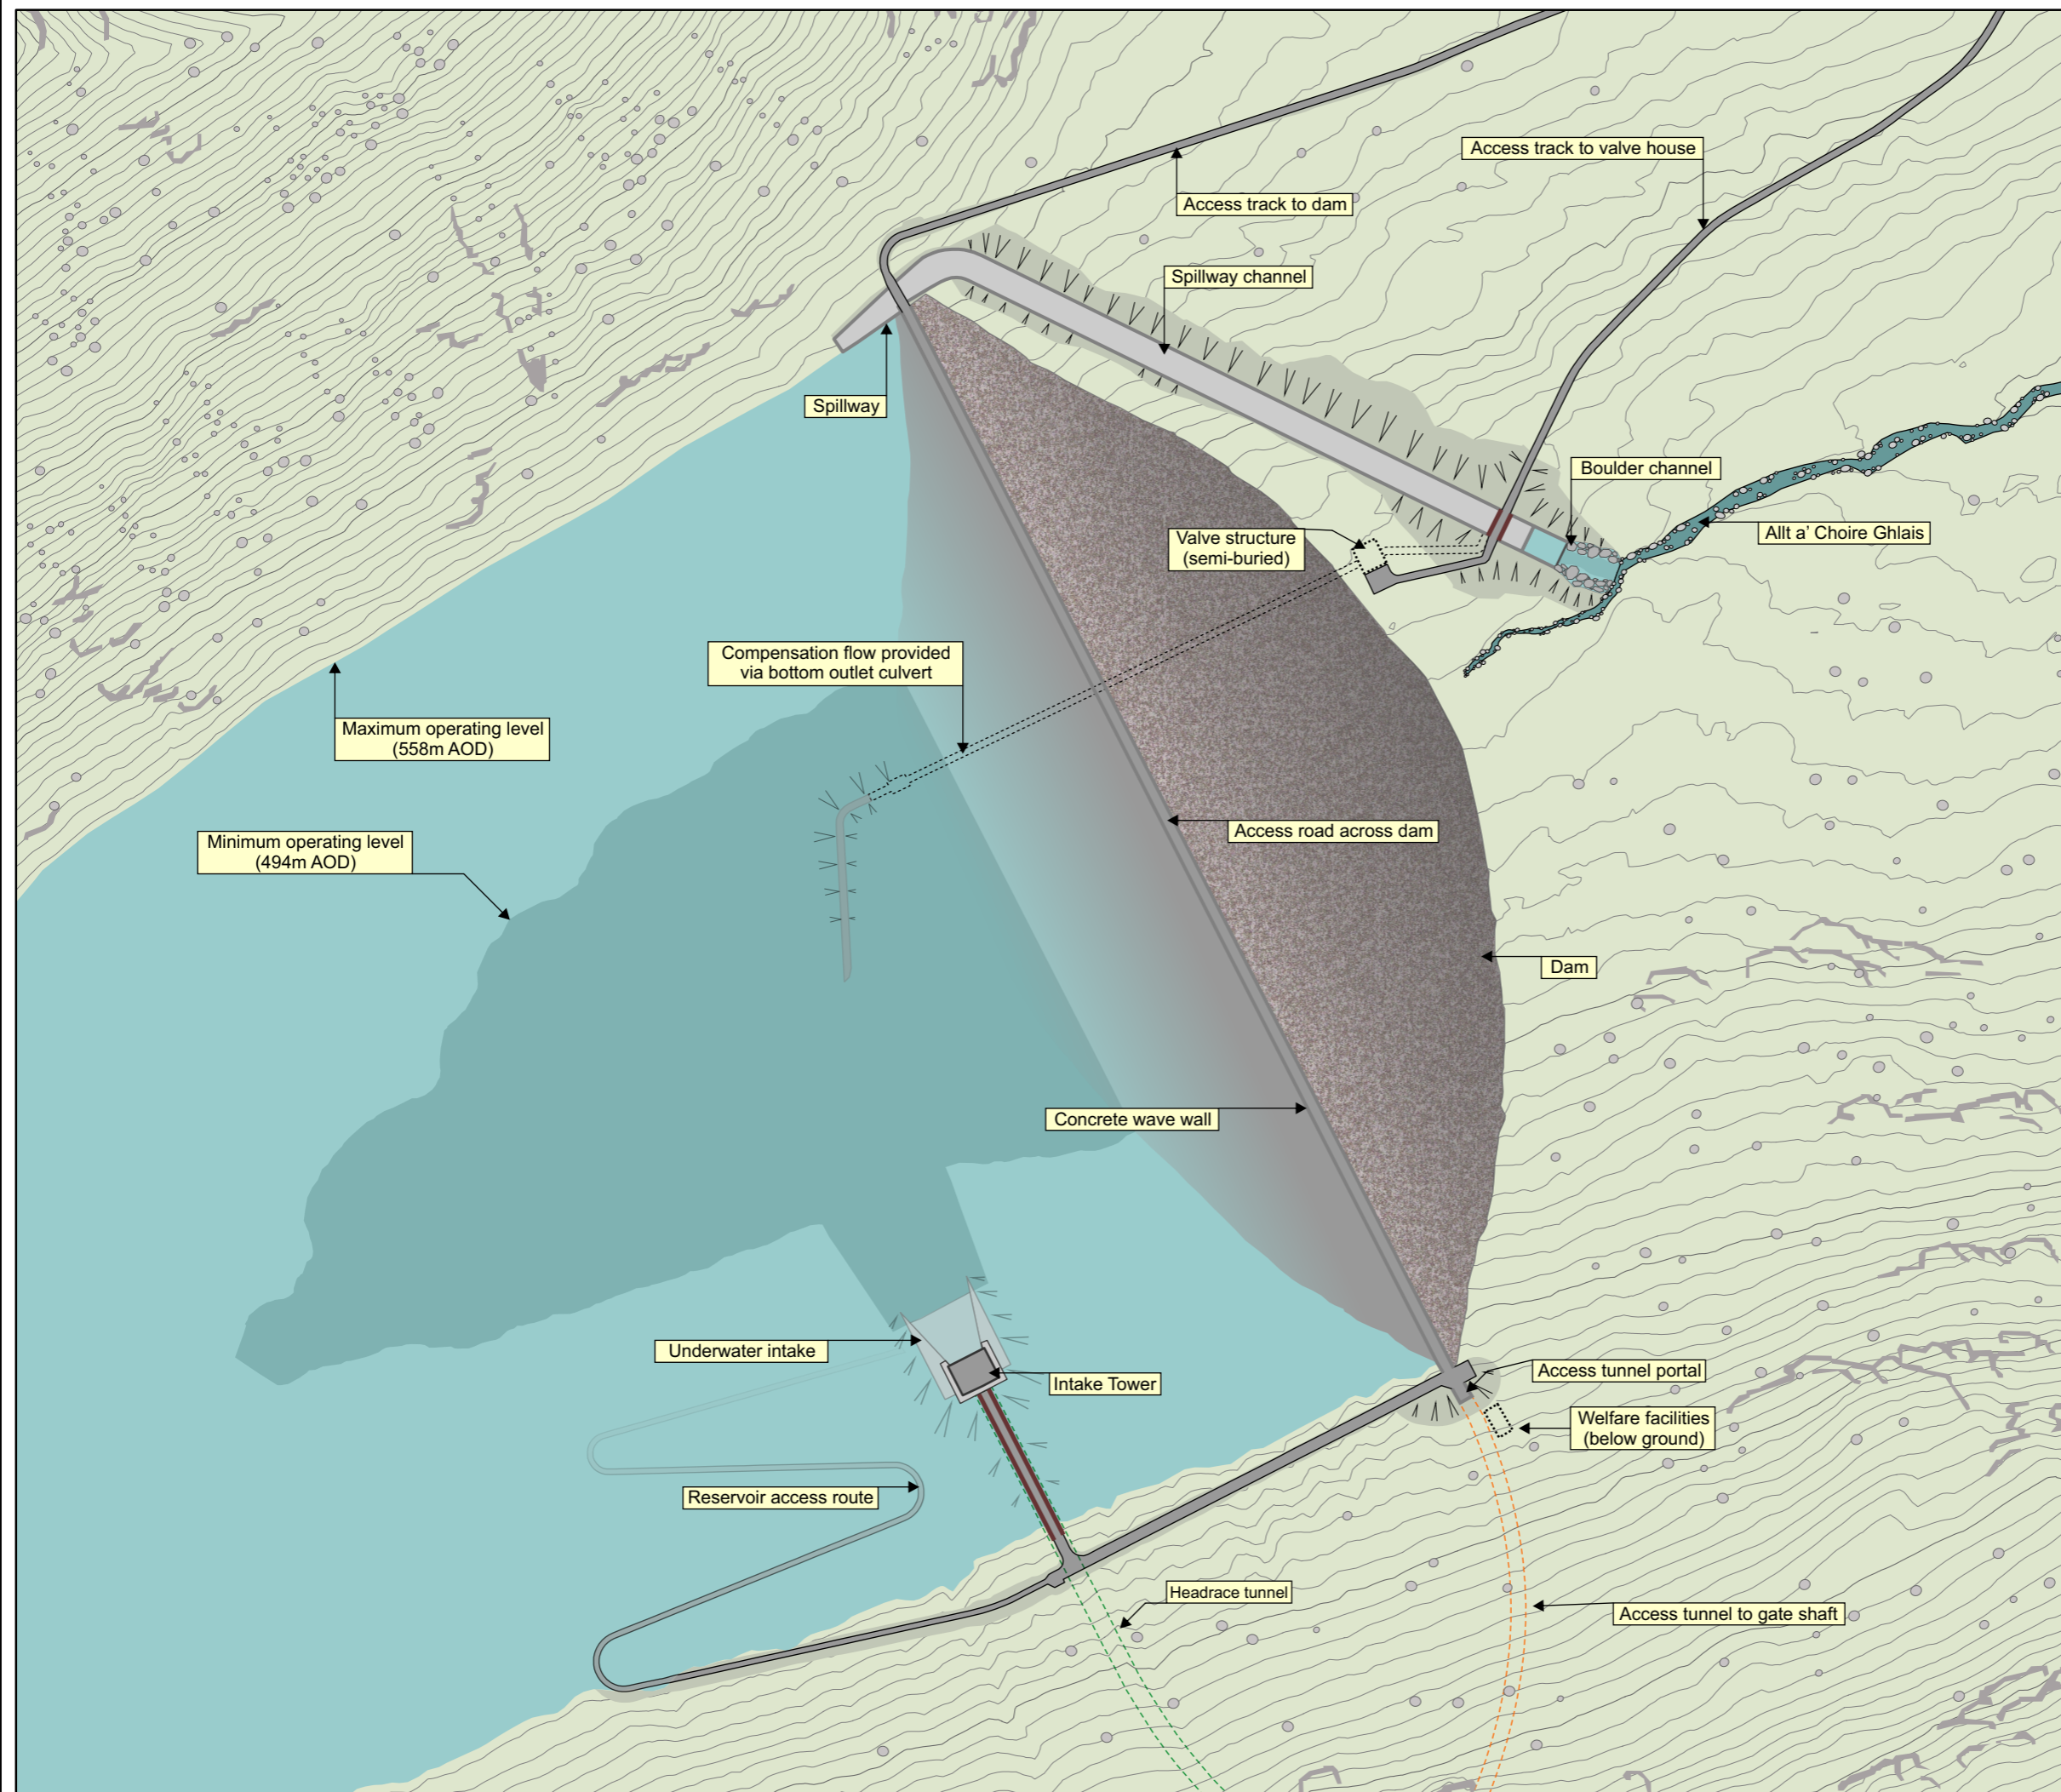 Access track to valve house
Access track to dam
Spillway channel
Spillway
Boulder channel
Allt a' Choire Ghlais
Valve structure
(semi-buried)
Compensation flow provided
via bottom outlet culvert
Maximum operating level
(558m AOD)
Minimum operating level
(494m AOD)
Access road across dam
Dam
Concrete wave wall
Underwater intake
Intake Tower
Access tunnel portal
Welfare facilities
(below ground)
Reservoir access route
Headrace tunnel
Access tunnel to gate shaft